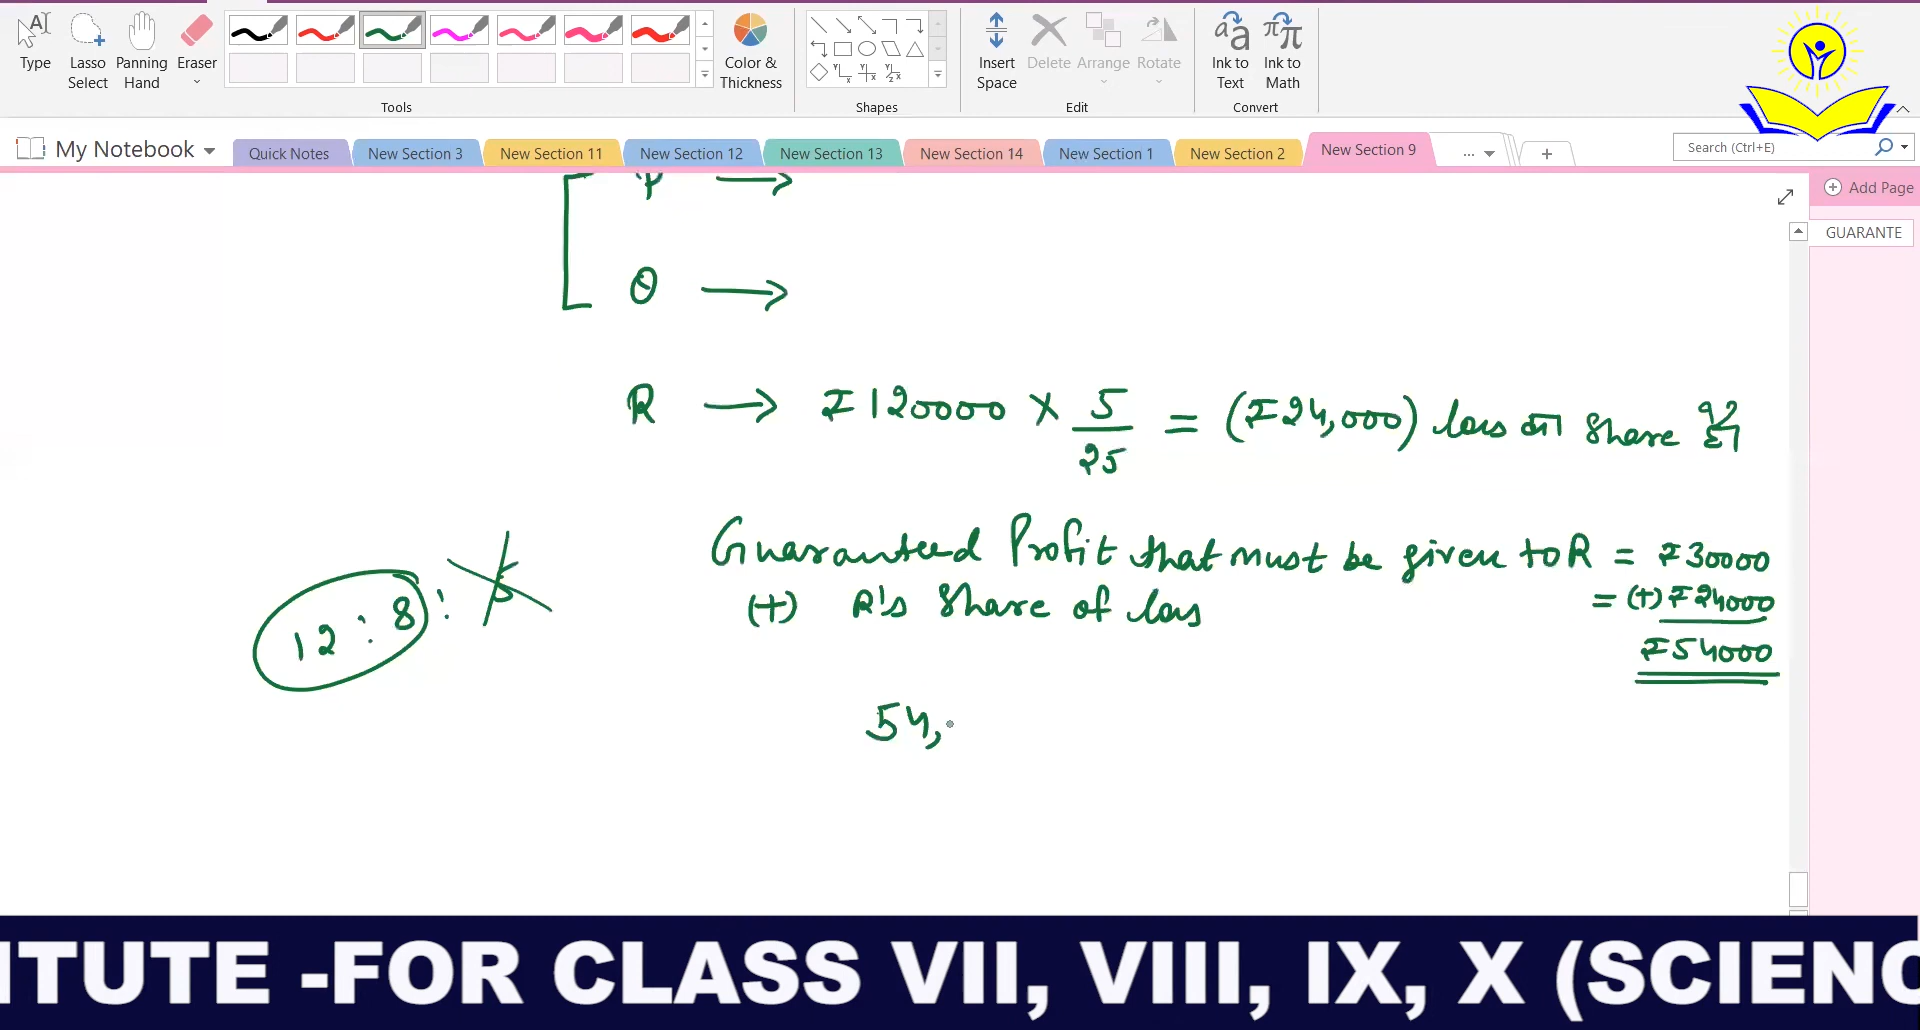 Type
Lasso Select
Panning Hand
Eraser
Color & Thickness
Insert Space
Delete
Arrange
Rotate
Ink to Text
Ink to Math
Tools
Shapes
Edit
Convert
My Notebook
Quick Notes
New Section 3
New Section 11
New Section 12
New Section 13
New Section 14
New Section 1
New Section 2
New Section 9
...
Search (Ctrl+E)
Add Page
GUARANTE
P →
Q →
R → ₹120000 × 5/25 = (₹24,000) loss का share
Guaranteed Profit that must be given to R = ₹30000
(+) R's share of loss = (+) ₹24000
₹54000
12 : 8 : 5
54,
ITUTE -FOR CLASS VII, VIII, IX, X (SCIENC